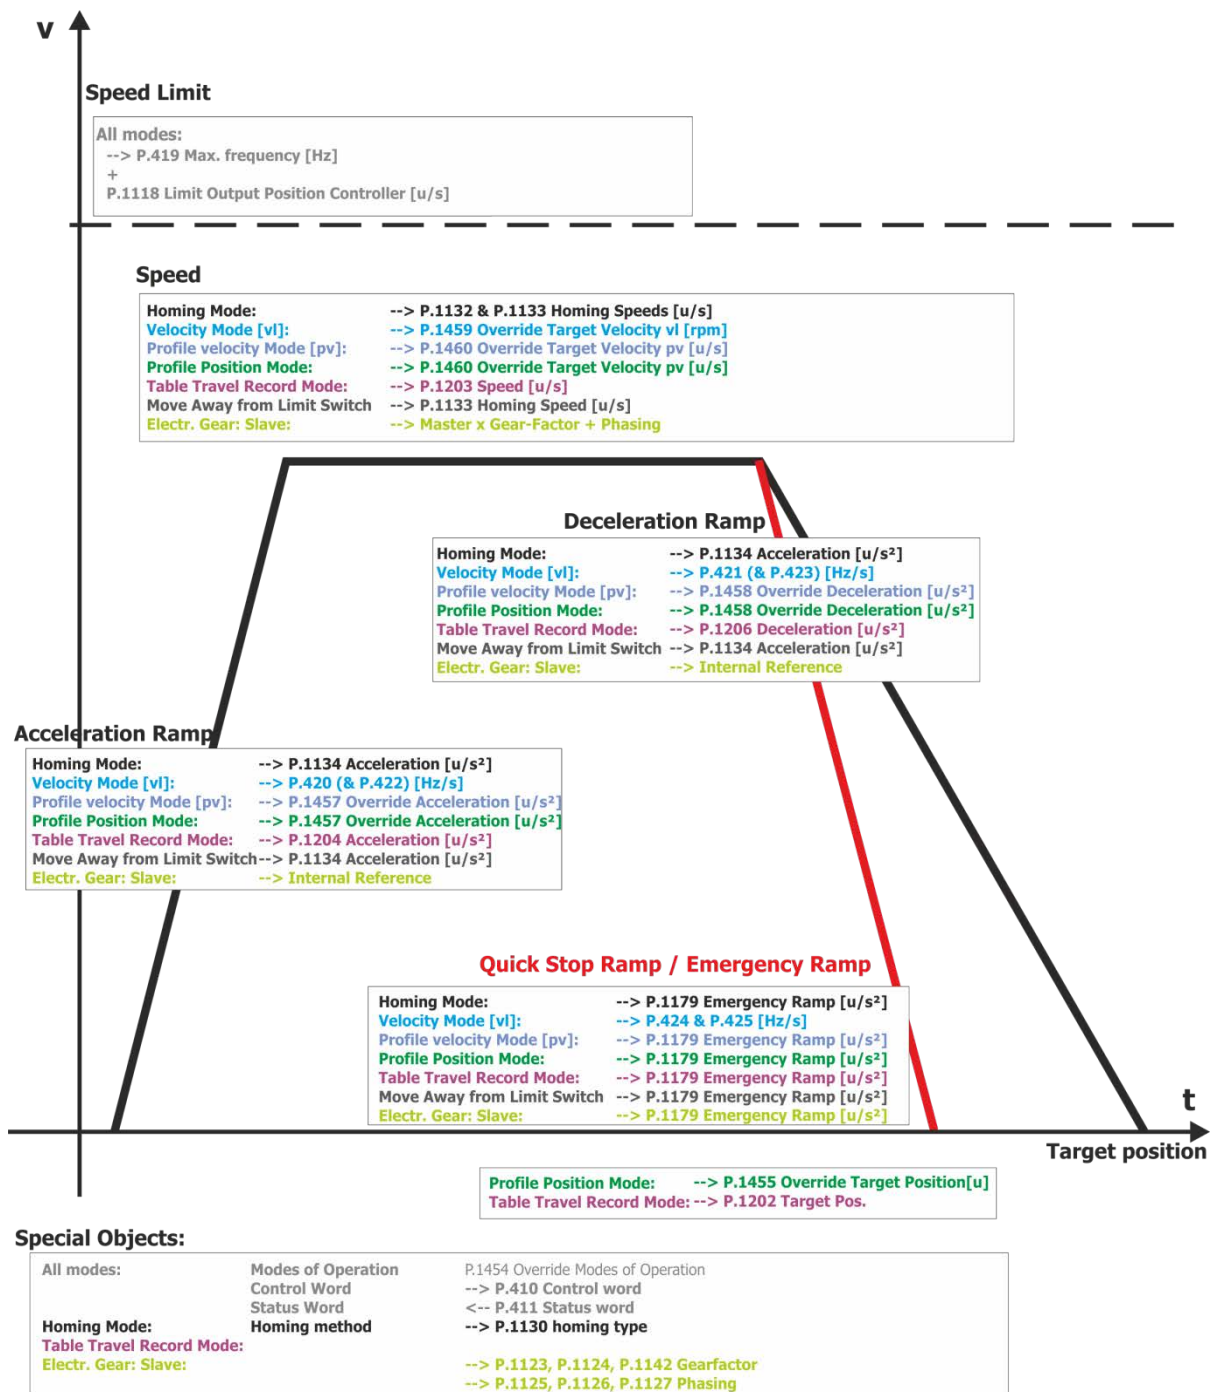 v
Speed Limit
All modes:
--> P.419 Max. frequency [Hz]
+
P.1118 Limit Output Position Controller [u/s]
Speed
Homing Mode: --> P.1132 & P.1133 Homing Speeds [u/s]
Velocity Mode [vl]: --> P.1459 Override Target Velocity vl [rpm]
Profile velocity Mode [pv]: --> P.1460 Override Target Velocity pv [u/s]
Profile Position Mode: --> P.1460 Override Target Velocity pv [u/s]
Table Travel Record Mode: --> P.1203 Speed [u/s]
Move Away from Limit Switch --> P.1133 Homing Speed [u/s]
Electr. Gear: Slave: --> Master x Gear-Factor + Phasing
Deceleration Ramp
Homing Mode: --> P.1134 Acceleration [u/s²]
Velocity Mode [vl]: --> P.421 (& P.423) [Hz/s]
Profile velocity Mode [pv]: --> P.1458 Override Deceleration [u/s²]
Profile Position Mode: --> P.1458 Override Deceleration [u/s²]
Table Travel Record Mode: --> P.1206 Deceleration [u/s²]
Move Away from Limit Switch --> P.1134 Acceleration [u/s²]
Electr. Gear: Slave: --> Internal Reference
Acceleration Ramp
Homing Mode: --> P.1134 Acceleration [u/s²]
Velocity Mode [vl]: --> P.420 (& P.422) [Hz/s]
Profile velocity Mode [pv]: --> P.1457 Override Acceleration [u/s²]
Profile Position Mode: --> P.1457 Override Acceleration [u/s²]
Table Travel Record Mode: --> P.1204 Acceleration [u/s²]
Move Away from Limit Switch --> P.1134 Acceleration [u/s²]
Electr. Gear: Slave: --> Internal Reference
Quick Stop Ramp / Emergency Ramp
Homing Mode: --> P.1179 Emergency Ramp [u/s²]
Velocity Mode [vl]: --> P.424 & P.425 [Hz/s]
Profile velocity Mode [pv]: --> P.1179 Emergency Ramp [u/s²]
Profile Position Mode: --> P.1179 Emergency Ramp [u/s²]
Table Travel Record Mode: --> P.1179 Emergency Ramp [u/s²]
Move Away from Limit Switch --> P.1179 Emergency Ramp [u/s²]
Electr. Gear: Slave: --> P.1179 Emergency Ramp [u/s²]
t
Target position
Profile Position Mode: --> P.1455 Override Target Position[u]
Table Travel Record Mode: --> P.1202 Target Pos.
Special Objects:
All modes: Modes of Operation P.1454 Override Modes of Operation
Control Word --> P.410 Control word
Status Word <-- P.411 Status word
Homing Mode: Homing method --> P.1130 homing type
Table Travel Record Mode:
Electr. Gear: Slave: --> P.1123, P.1124, P.1142 Gearfactor
--> P.1125, P.1126, P.1127 Phasing